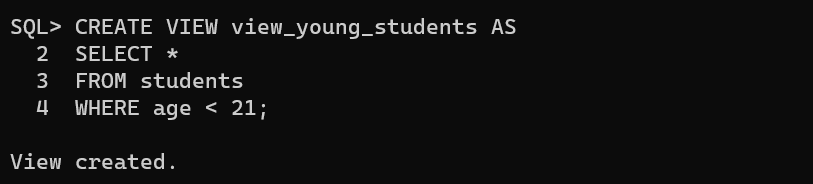 SQL> CREATE VIEW view_young_students AS
  2  SELECT *
  3  FROM students
  4  WHERE age < 21;

View created.